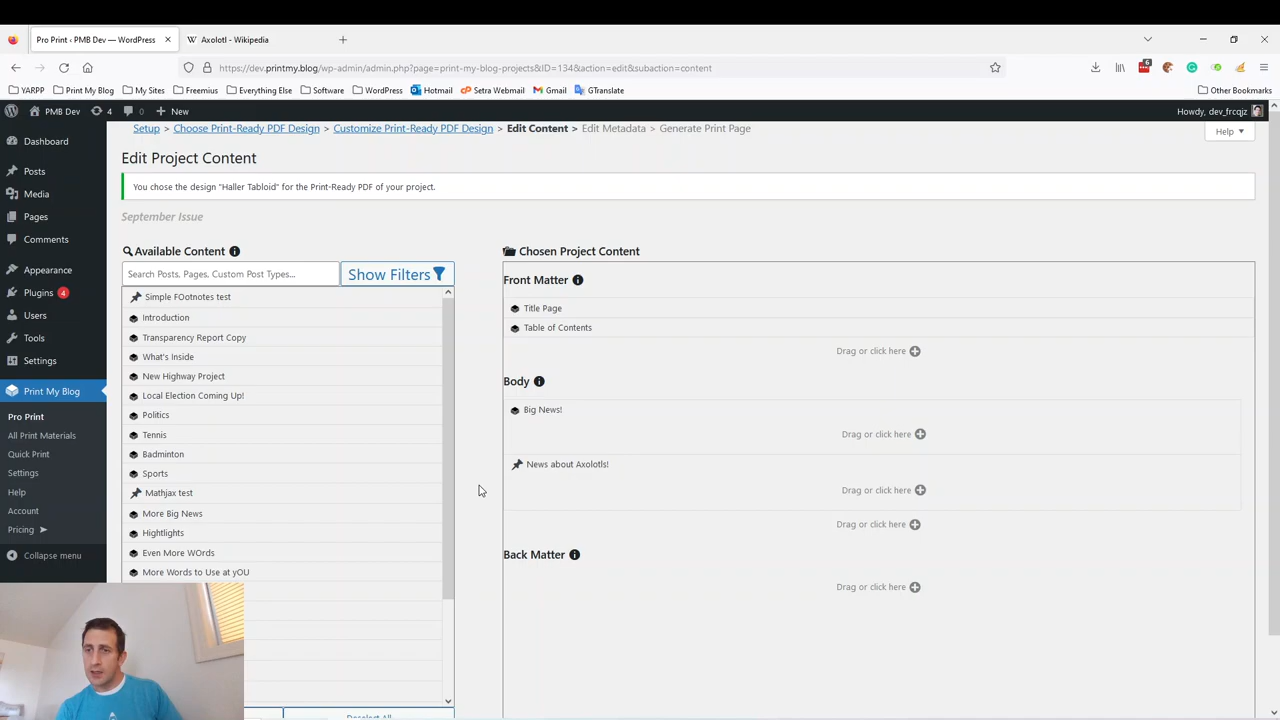 Pro Print ‹ PMB Dev — WordPress
Axolotl - Wikipedia
https://dev.printmy.blog/wp-admin/admin.php?page=print-my-blog-projects&ID=134&action=edit&subaction=content
6
YARPP
Print My Blog
My Sites
Freemius
Everything Else
Software
WordPress
Hotmail
Setra Webmail
Gmail
GTranslate
Other Bookmarks
PMB Dev
4
0
New
Howdy, dev_frcqjz
Dashboard
Posts
Media
Pages
Comments
Appearance
Plugins 4
Users
Tools
Settings
Print My Blog
Pro Print
All Print Materials
Quick Print
Settings
Help
Account
Pricing ➤
Collapse menu
Setup > Choose Print-Ready PDF Design > Customize Print-Ready PDF Design > Edit Content > Edit Metadata > Generate Print Page
Help
Edit Project Content
You chose the design "Haller Tabloid" for the Print-Ready PDF of your project.
September Issue
Available Content
Search Posts, Pages, Custom Post Types...
Show Filters
Simple FOotnotes test
Introduction
Transparency Report Copy
What's Inside
New Highway Project
Local Election Coming Up!
Politics
Tennis
Badminton
Sports
Mathjax test
More Big News
Hightlights
Even More WOrds
More Words to Use at yOU
Deselect All
Chosen Project Content
Front Matter
Title Page
Table of Contents
Drag or click here
Body
Big News!
Drag or click here
News about Axolotls!
Drag or click here
Drag or click here
Back Matter
Drag or click here